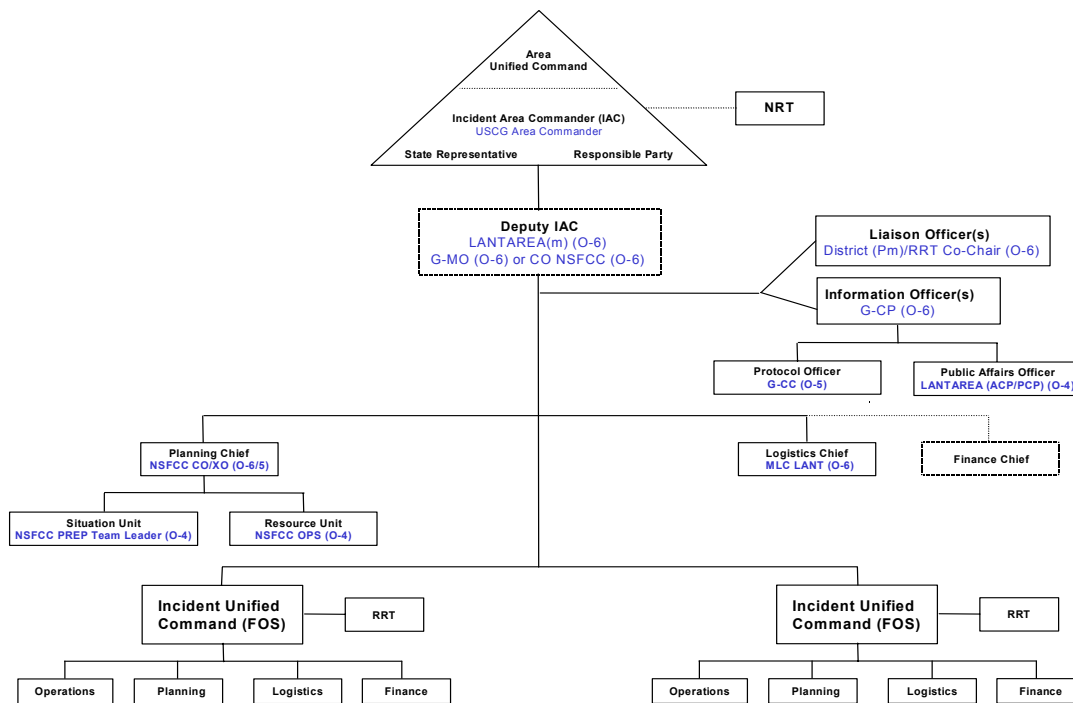 Area
Unified Command
NRT
Incident Area Commander (IAC)
USCG Area Commander
State Representative
Responsible Party
Deputy IAC
LANTAREA(m) (O-6)
G-MO (O-6) or CO NSFCC (O-6)
Liaison Officer(s)
District (Pm)/RRT Co-Chair (O-6)
Information Officer(s)
G-CP (O-6)
Protocol Officer
G-CC (O-5)
Public Affairs Officer
LANTAREA (ACP/PCP) (O-4)
Planning Chief
NSFCC CO/XO (O-6/5)
Logistics Chief
MLC LANT (O-6)
Finance Chief
Situation Unit
NSFCC PREP Team Leader (O-4)
Resource Unit
NSFCC OPS (O-4)
Incident Unified
Command (FOS)
RRT
Incident Unified
Command (FOS)
RRT
Operations
Planning
Logistics
Finance
Operations
Planning
Logistics
Finance